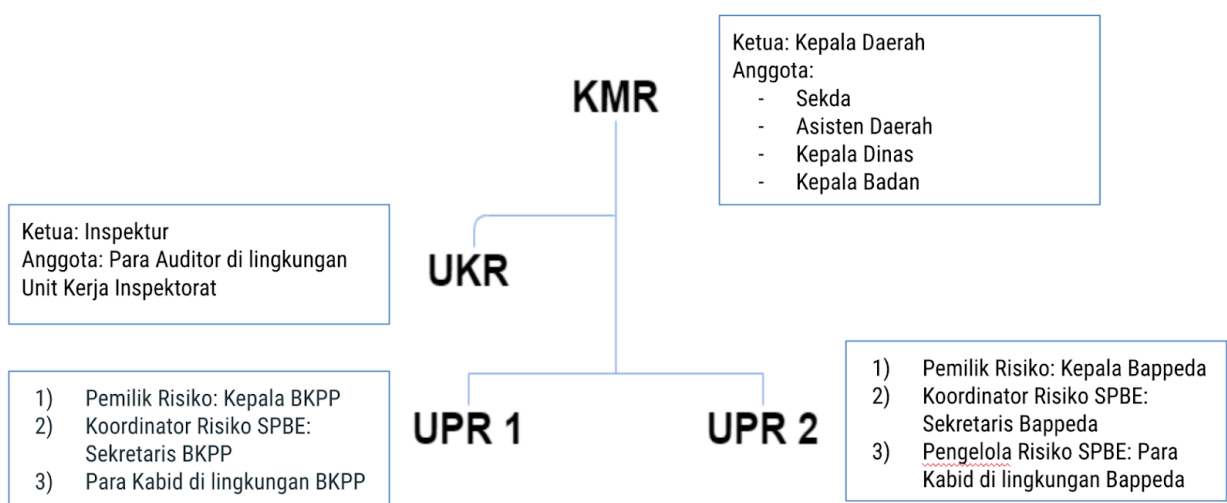 KMR
Ketua: Kepala Daerah
Anggota:
- Sekda
- Asisten Daerah
- Kepala Dinas
- Kepala Badan
Ketua: Inspektur
Anggota: Para Auditor di lingkungan
Unit Kerja Inspektorat
UKR
1) Pemilik Risiko: Kepala BKPP
2) Koordinator Risiko SPBE:
Sekretaris BKPP
3) Para Kabid di lingkungan BKPP
UPR 1
UPR 2
1) Pemilik Risiko: Kepala Bappeda
2) Koordinator Risiko SPBE:
Sekretaris Bappeda
3) Pengelola Risiko SPBE: Para
Kabid di lingkungan Bappeda